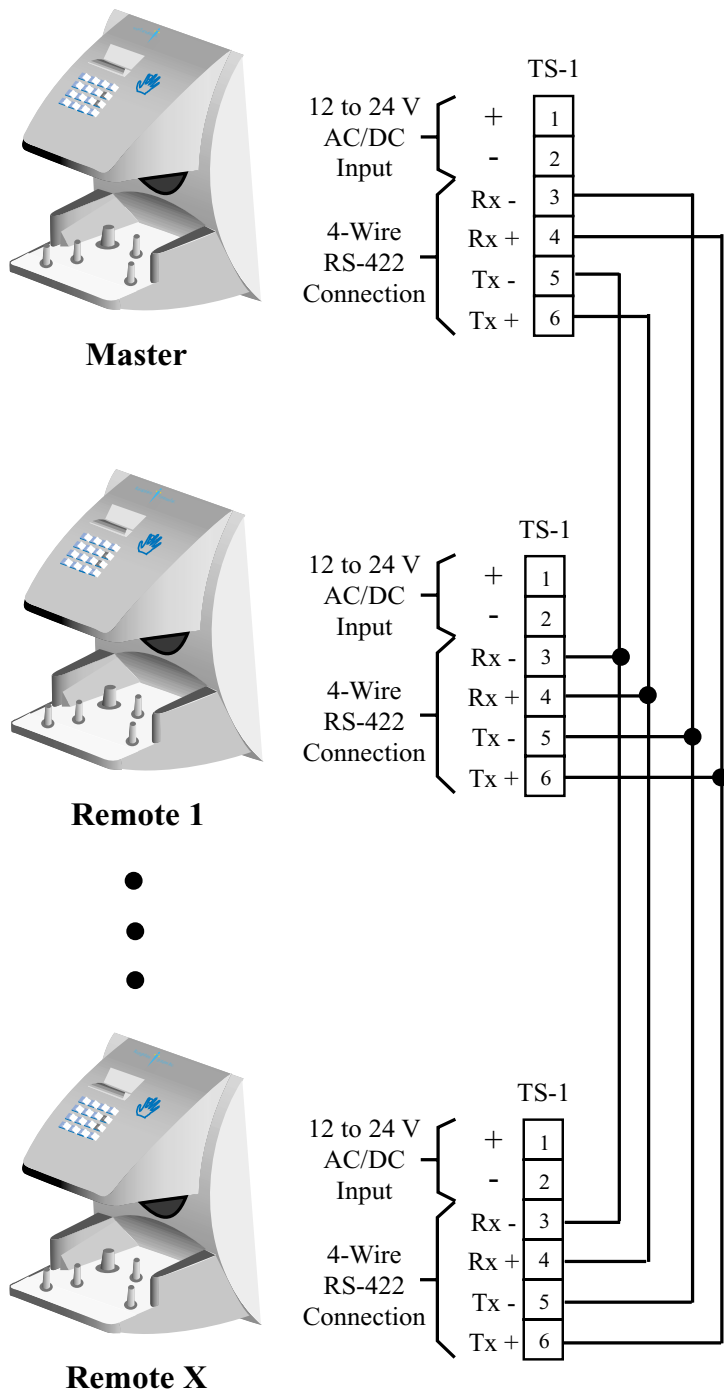 TS-1
12 to 24 V
AC/DC
Input
+
-
4-Wire
RS-422
Connection
Rx -
Rx +
Tx -
Tx +
1
2
3
4
5
6
Master
TS-1
12 to 24 V
AC/DC
Input
+
-
4-Wire
RS-422
Connection
Rx -
Rx +
Tx -
Tx +
1
2
3
4
5
6
Remote 1
TS-1
12 to 24 V
AC/DC
Input
+
-
4-Wire
RS-422
Connection
Rx -
Rx +
Tx -
Tx +
1
2
3
4
5
6
Remote X